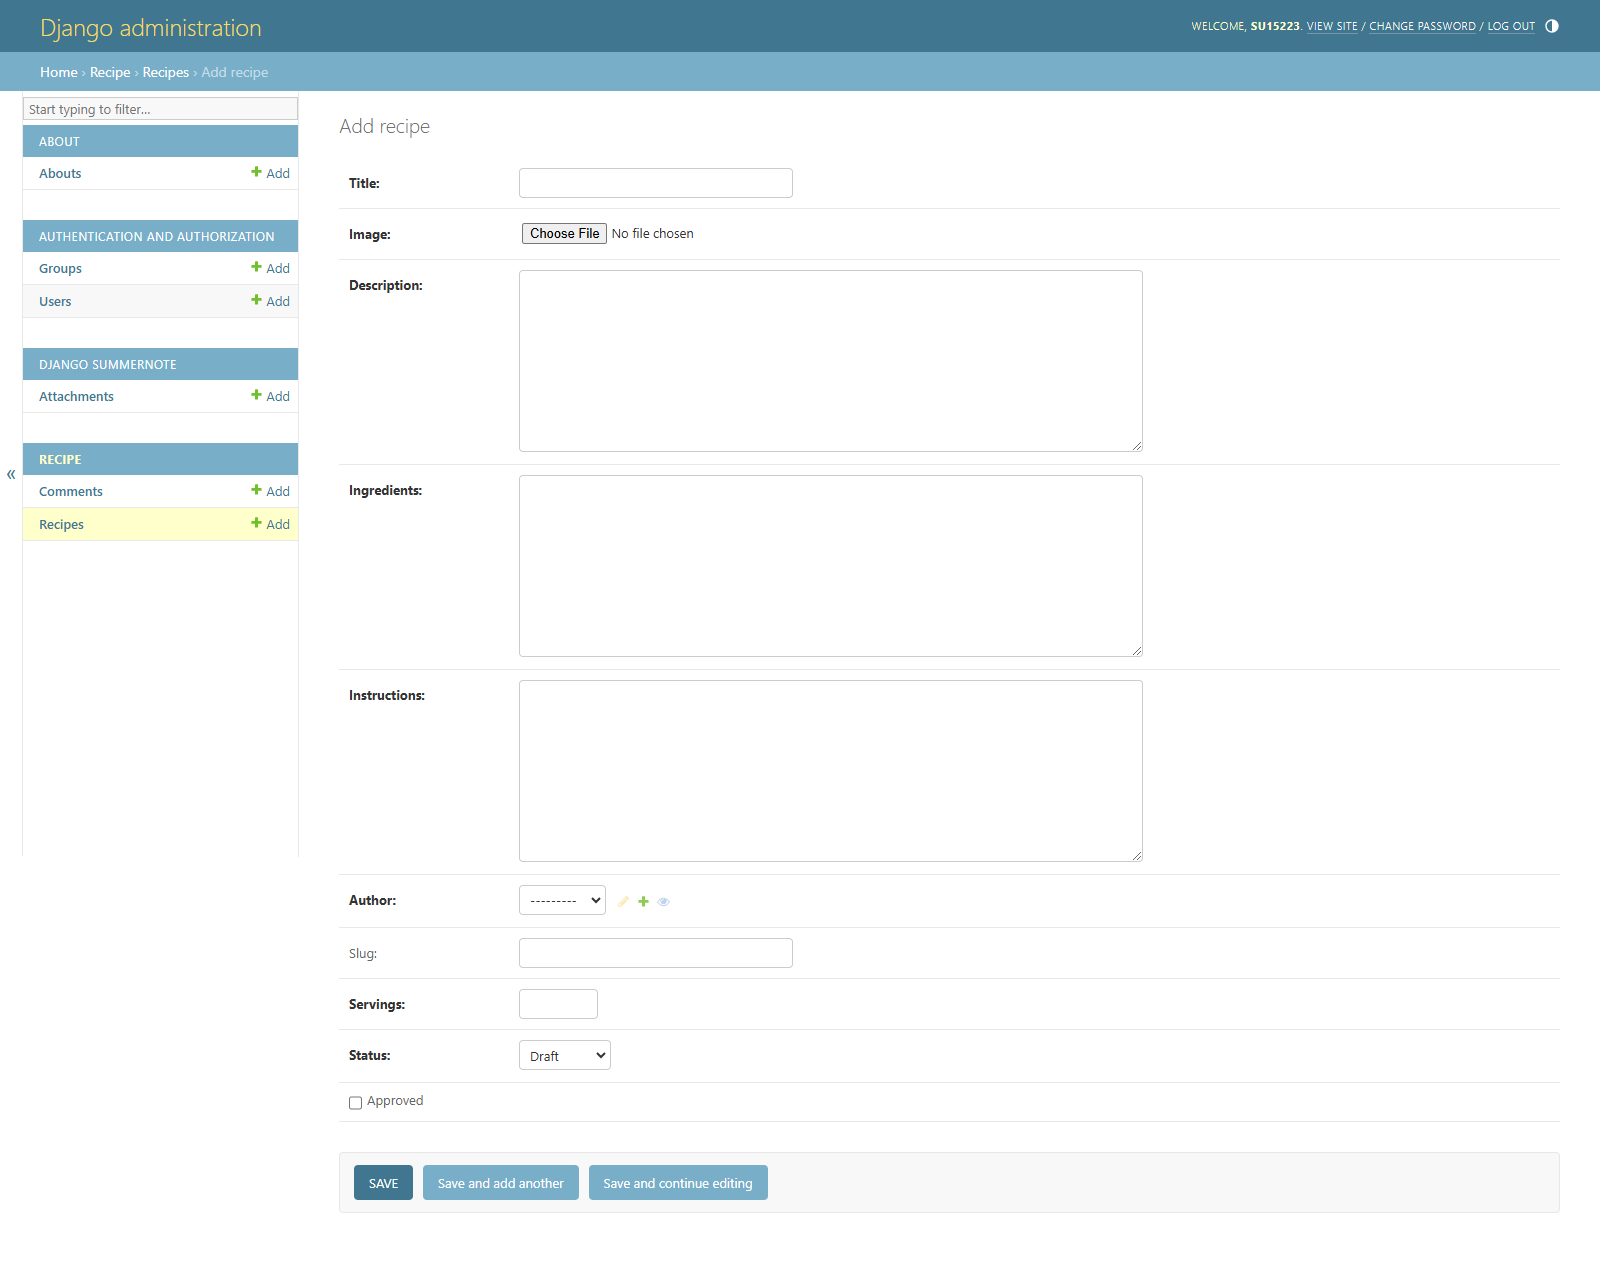 Django administration
WELCOME, SU15223. VIEW SITE / CHANGE PASSWORD / LOG OUT
Home › Recipe › Recipes › Add recipe
Start typing to filter...
ABOUT
Abouts Add
AUTHENTICATION AND AUTHORIZATION
Groups Add
Users Add
DJANGO SUMMERNOTE
Attachments Add
RECIPE
Comments Add
Recipes Add
«
Add recipe
Title:
Image: Choose File No file chosen
Description:
Ingredients:
Instructions:
Author: ---------
Slug:
Servings:
Status: Draft
Approved
SAVE Save and add another Save and continue editing